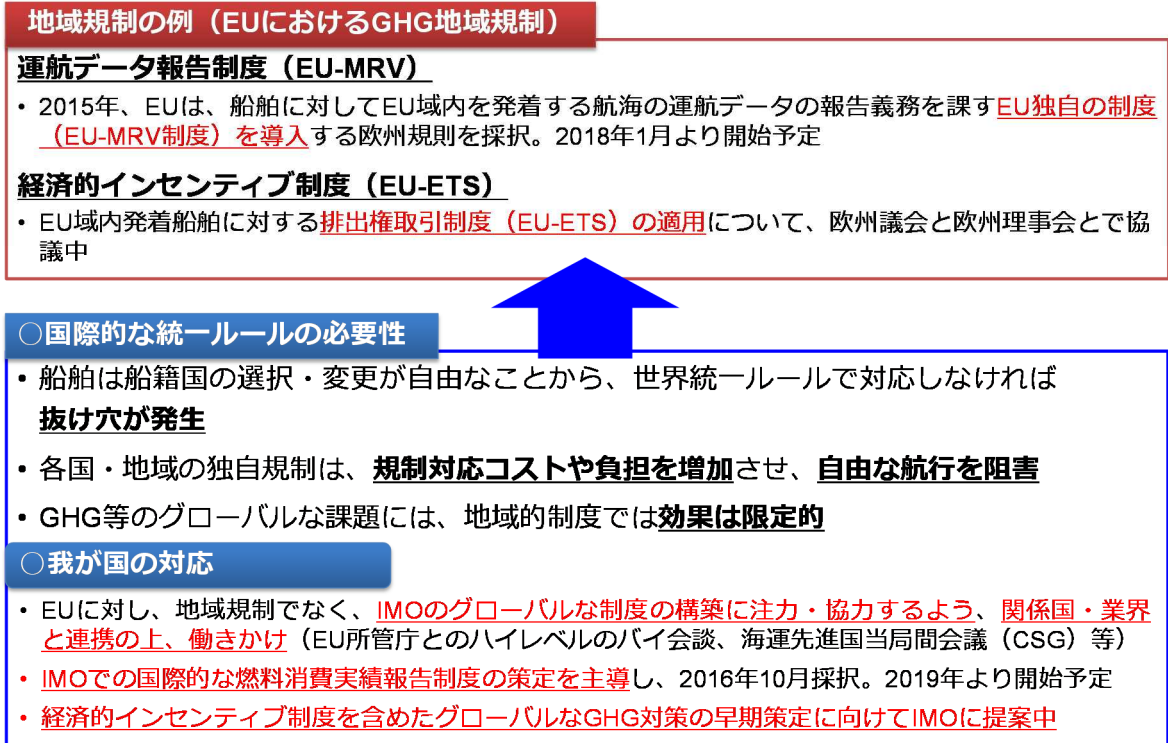 地域規制の例（EUにおけるGHG地域規制）
運航データ報告制度（EU-MRV）
・ 2015年、EUは、船舶に対してEU域内を発着する航海の運航データの報告義務を課すEU独自の制度
（EU-MRV制度）を導入する欧州規則を採択。2018年1月より開始予定
経済的インセンティブ制度（EU-ETS）
・ EU域内発着船舶に対する排出権取引制度（EU-ETS）の適用について、欧州議会と欧州理事会とで協
議中
○国際的な統一ルールの必要性
・ 船舶は船籍国の選択・変更が自由なことから、世界統一ルールで対応しなければ
抜け穴が発生
・ 各国・地域の独自規制は、規制対応コストや負担を増加させ、自由な航行を阻害
・ GHG等のグローバルな課題には、地域的制度では効果は限定的
○我が国の対応
・ EUに対し、地域規制でなく、IMOのグローバルな制度の構築に注力・協力するよう、関係国・業界
と連携の上、働きかけ（EU所管庁とのハイレベルのバイ会談、海運先進国当局間会議（CSG）等）
・ IMOでの国際的な燃料消費実績報告制度の策定を主導し、2016年10月採択。2019年より開始予定
・ 経済的インセンティブ制度を含めたグローバルなGHG対策の早期策定に向けてIMOに提案中